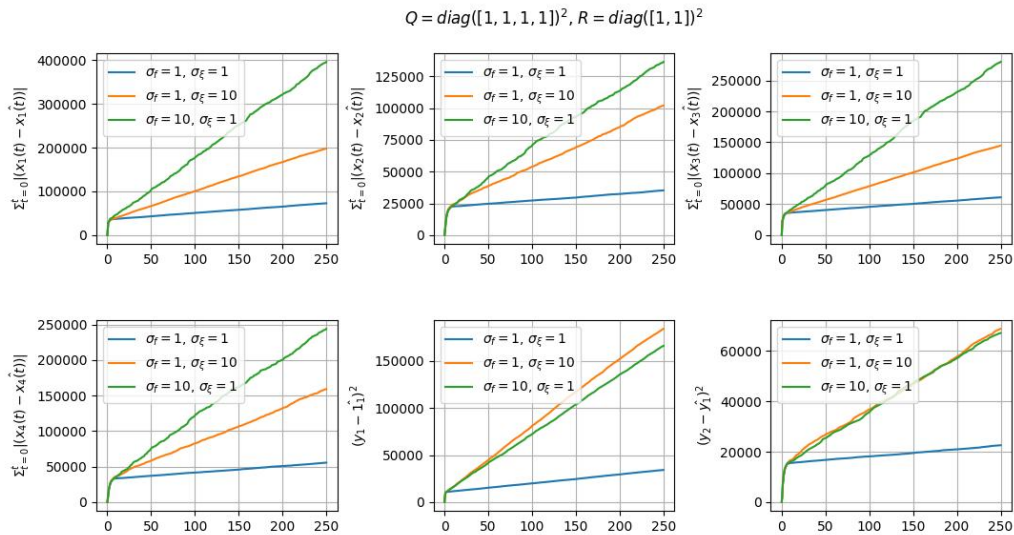 Q = diag([1, 1, 1, 1])², R = diag([1, 1])²
Σᵗₜ₌₀|(x₁(t) − x̂₁(t))|
400000
300000
200000
100000
0
σf = 1, σξ = 1
σf = 1, σξ = 10
σf = 10, σξ = 1
0 50 100 150 200 250
Σᵗₜ₌₀|(x₂(t) − x̂₂(t))|
125000
100000
75000
50000
25000
0
σf = 1, σξ = 1
σf = 1, σξ = 10
σf = 10, σξ = 1
0 50 100 150 200 250
Σᵗₜ₌₀|(x₃(t) − x̂₃(t))|
250000
200000
150000
100000
50000
0
σf = 1, σξ = 1
σf = 1, σξ = 10
σf = 10, σξ = 1
0 50 100 150 200 250
Σᵗₜ₌₀|(x₄(t) − x̂₄(t))|
250000
200000
150000
100000
50000
0
σf = 1, σξ = 1
σf = 1, σξ = 10
σf = 10, σξ = 1
0 50 100 150 200 250
(y₁ − 1̂₁)²
150000
100000
50000
0
σf = 1, σξ = 1
σf = 1, σξ = 10
σf = 10, σξ = 1
0 50 100 150 200 250
(y₂ − ŷ₁)²
60000
40000
20000
0
σf = 1, σξ = 1
σf = 1, σξ = 10
σf = 10, σξ = 1
0 50 100 150 200 250